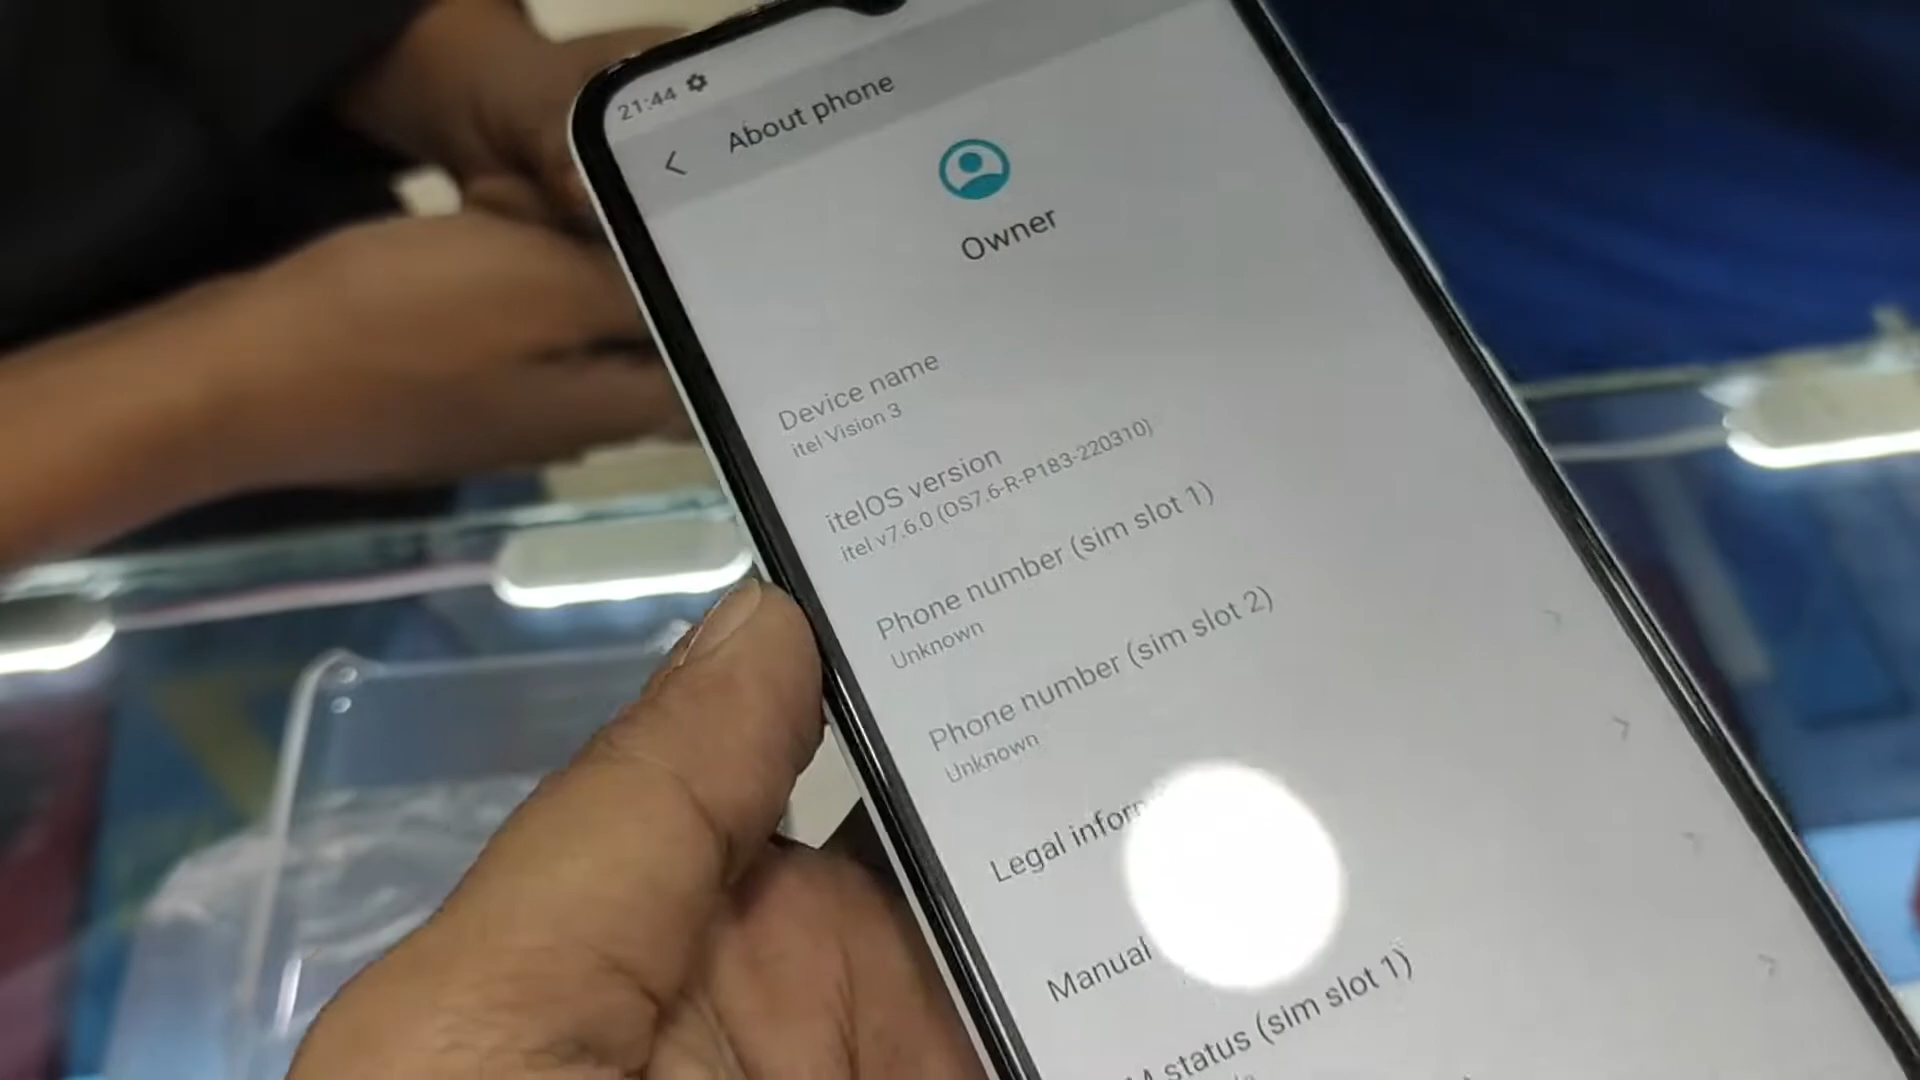 21:44
About phone
Owner
Device name
itel Vision 3
itelOS version
itel v7.6.0 (OS7.6-R-P183-220310)
Phone number (sim slot 1)
Unknown
Phone number (sim slot 2)
Unknown
Legal inform
Manual
status (sim slot 1)